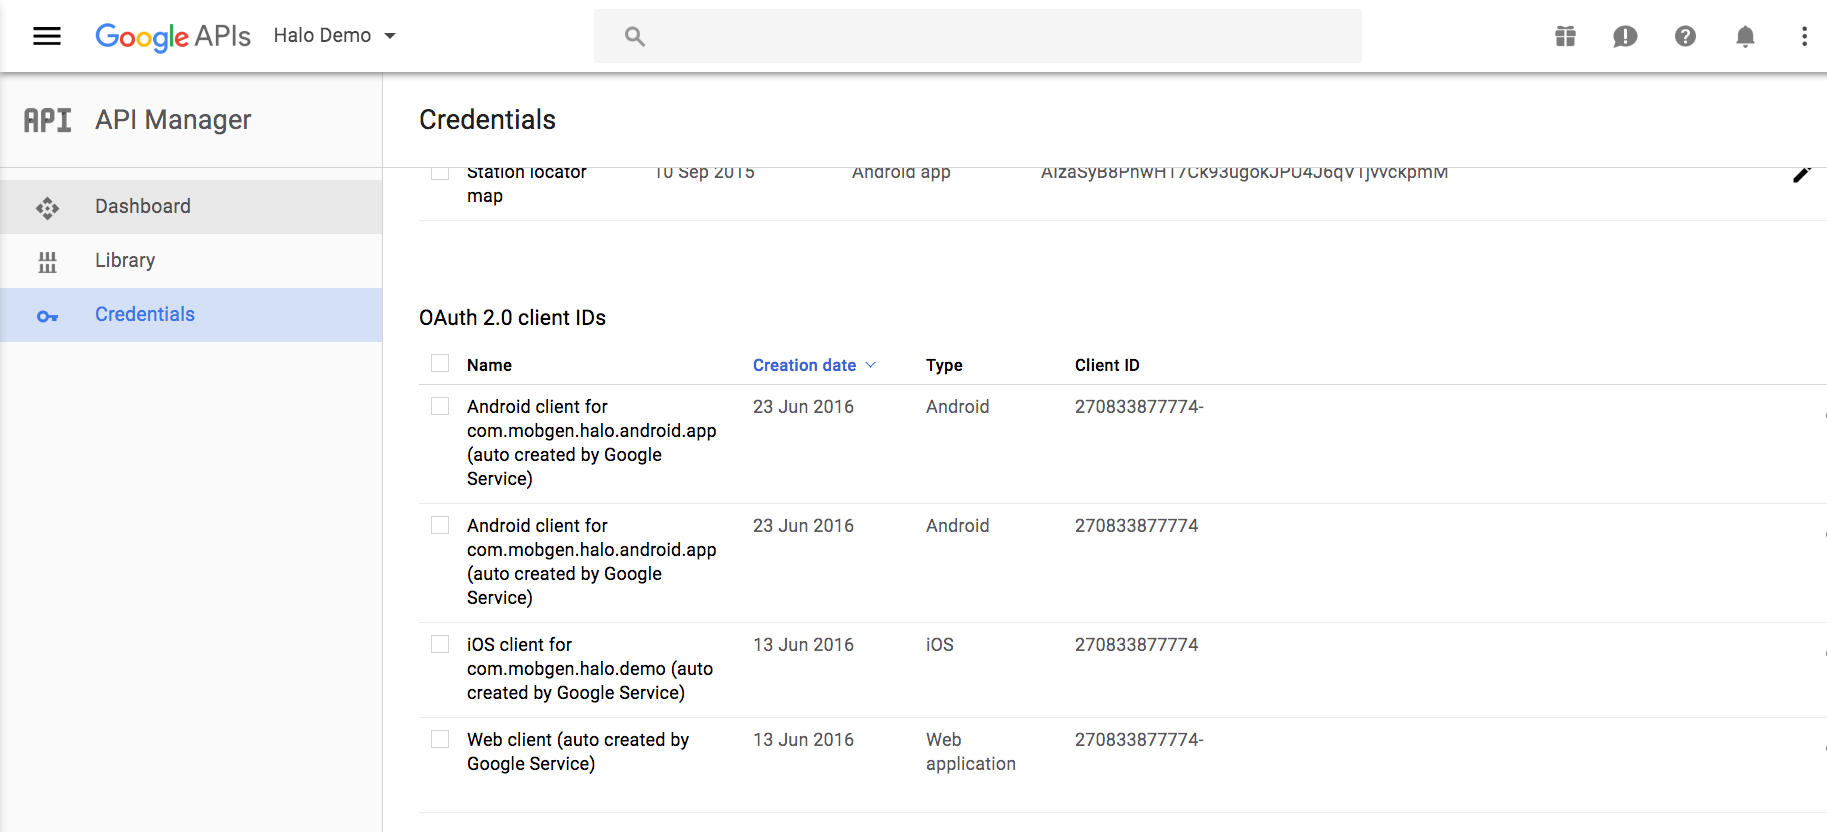 Google APIs Halo Demo
API API Manager
Credentials
Dashboard
Library
Credentials
Station locator 10 Sep 2015 Android app
map
OAuth 2.0 client IDs
Name Creation date Type Client ID
Android client for 23 Jun 2016 Android 270833877774-
com.mobgen.halo.android.app
(auto created by Google
Service)
Android client for 23 Jun 2016 Android 270833877774
com.mobgen.halo.android.app
(auto created by Google
Service)
iOS client for 13 Jun 2016 iOS 270833877774
com.mobgen.halo.demo (auto
created by Google Service)
Web client (auto created by 13 Jun 2016 Web 270833877774-
Google Service) application